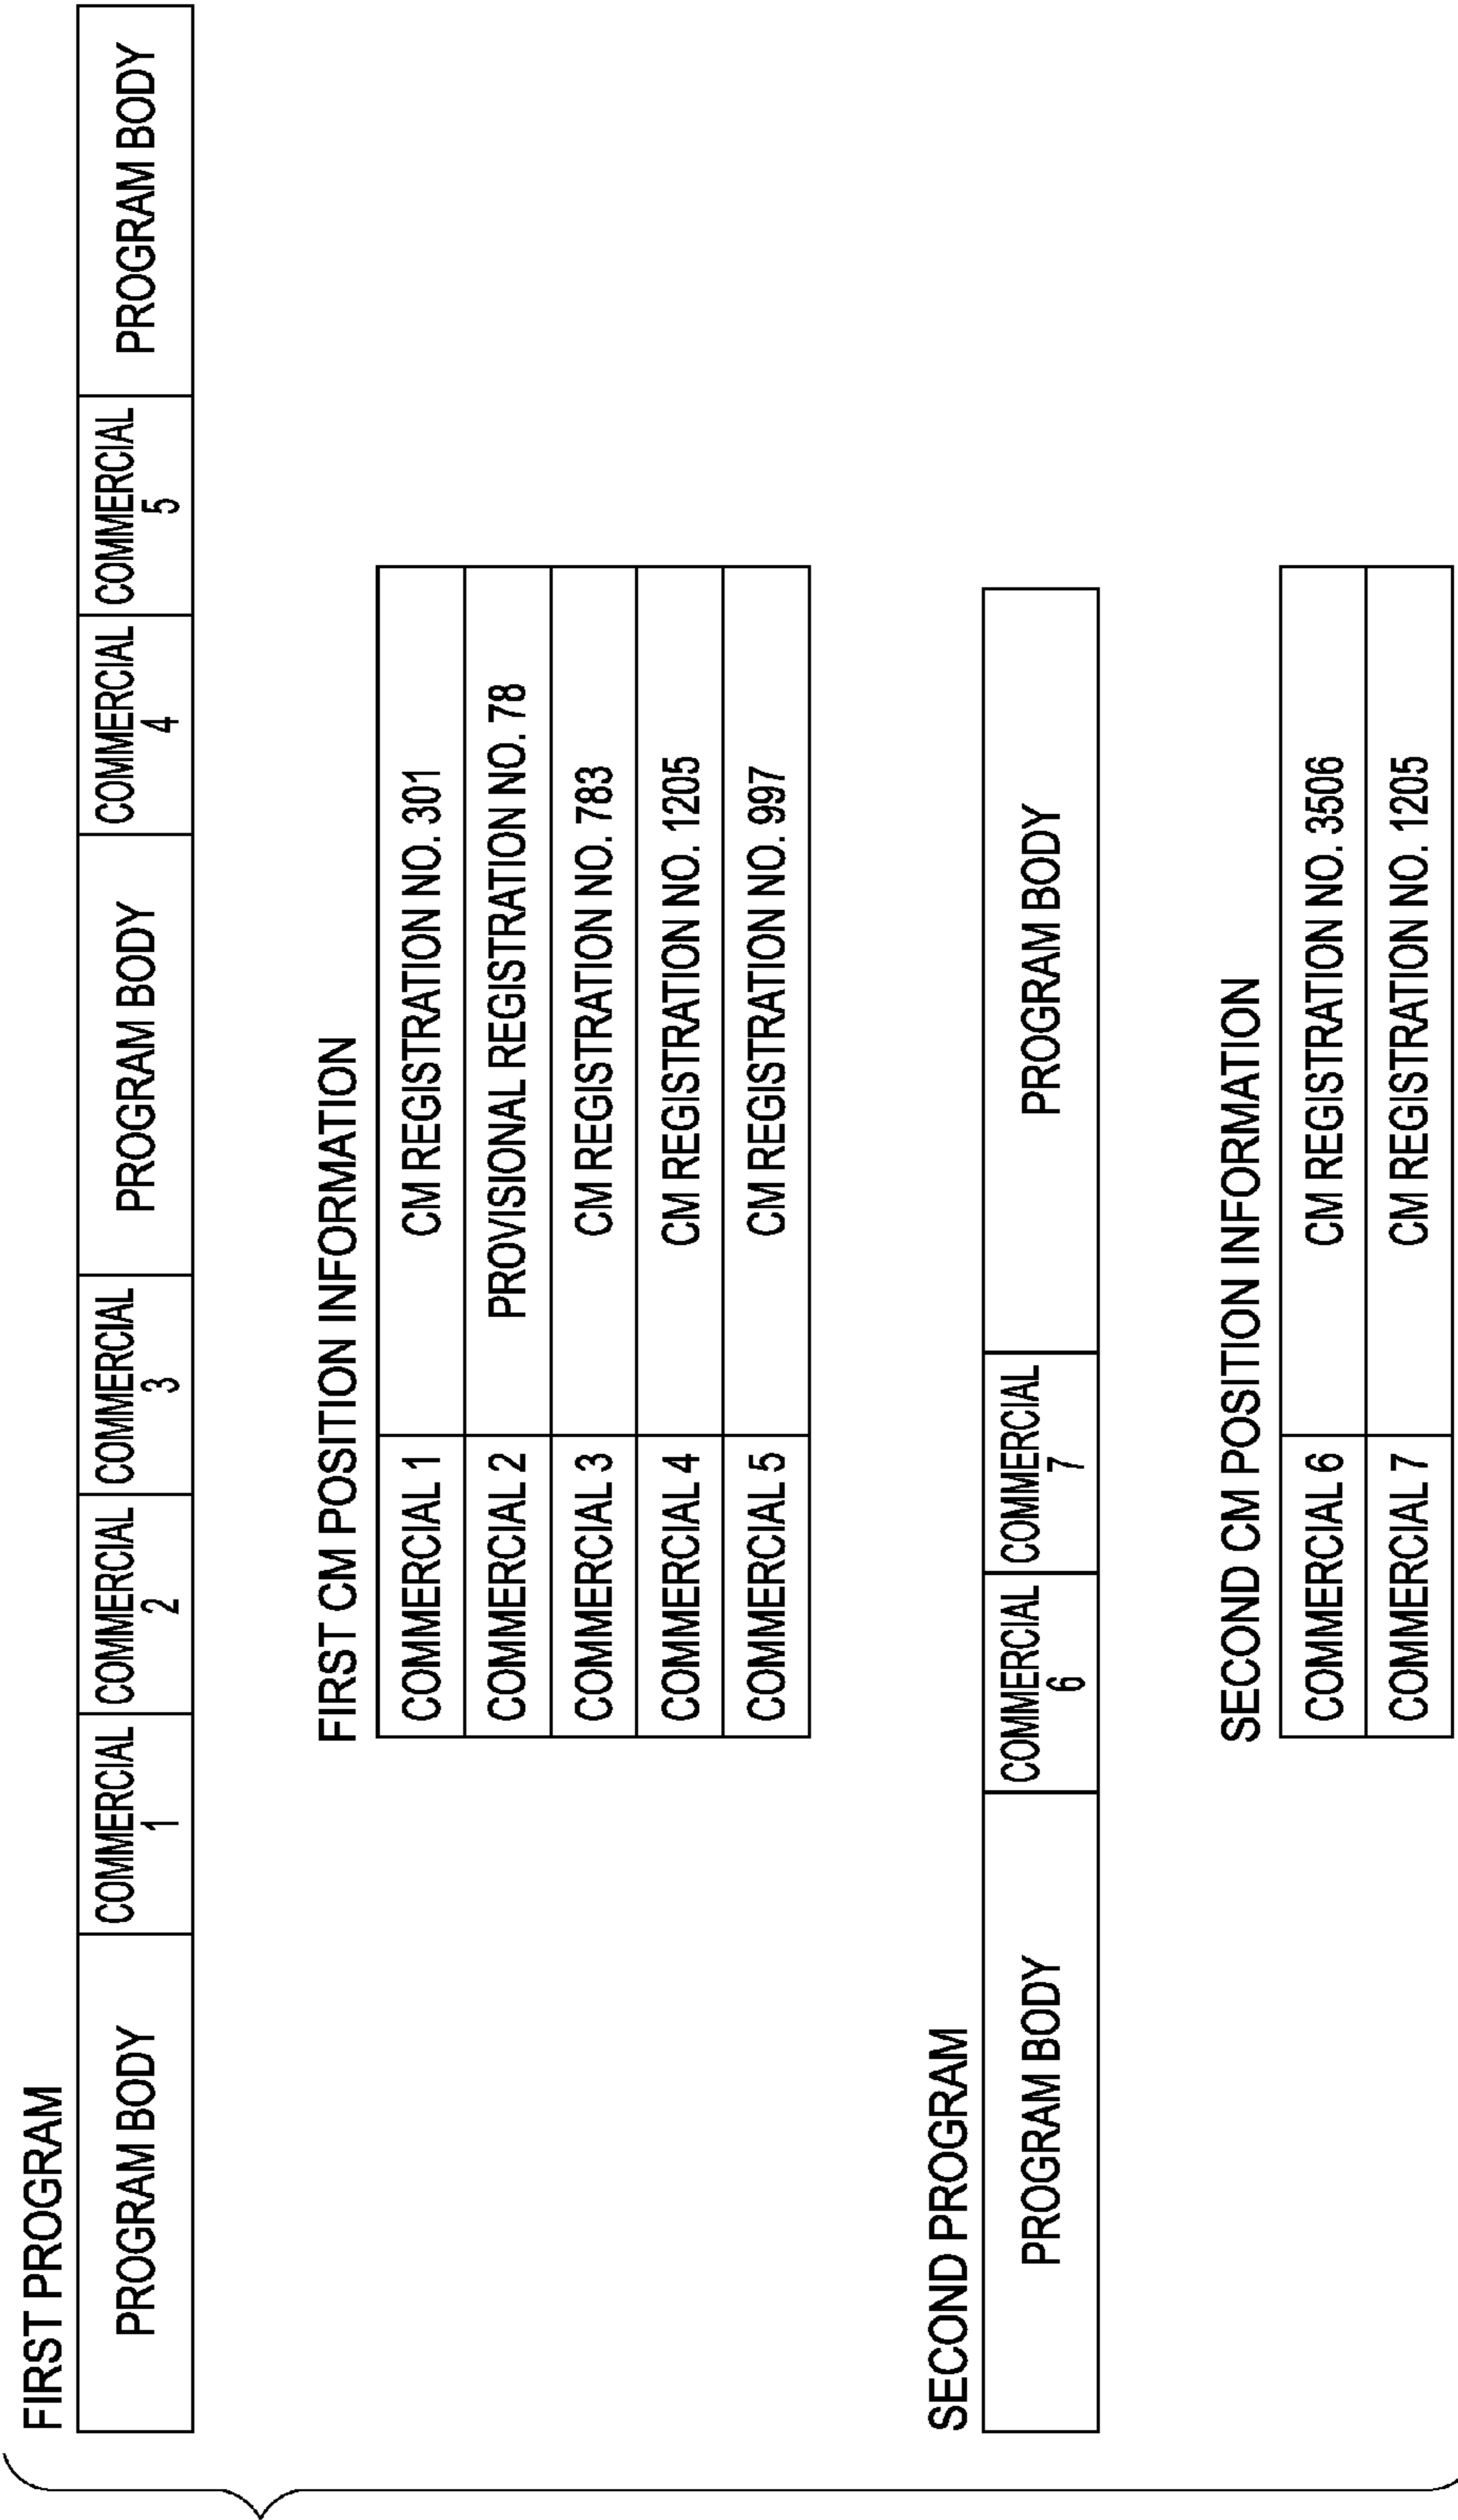 FIRST PROGRAM
PROGRAM BODY
COMMERCIAL
1
COMMERCIAL
2
COMMERCIAL
3
PROGRAM BODY
COMMERCIAL
4
COMMERCIAL
5
PROGRAM BODY
FIRST CM POSITION INFORMATION
COMMERCIAL 1 CM REGISTRATION NO. 301
COMMERCIAL 2 PROVISIONAL REGISTRATION NO. 78
COMMERCIAL 3 CM REGISTRATION NO. 783
COMMERCIAL 4 CM REGISTRATION NO. 1205
COMMERCIAL 5 CM REGISTRATION NO. 997
SECOND PROGRAM
PROGRAM BODY
COMMERCIAL
6
COMMERCIAL
7
PROGRAM BODY
SECOND CM POSITION INFORMATION
COMMERCIAL 6 CM REGISTRATION NO. 3506
COMMERCIAL 7 CM REGISTRATION NO. 1205